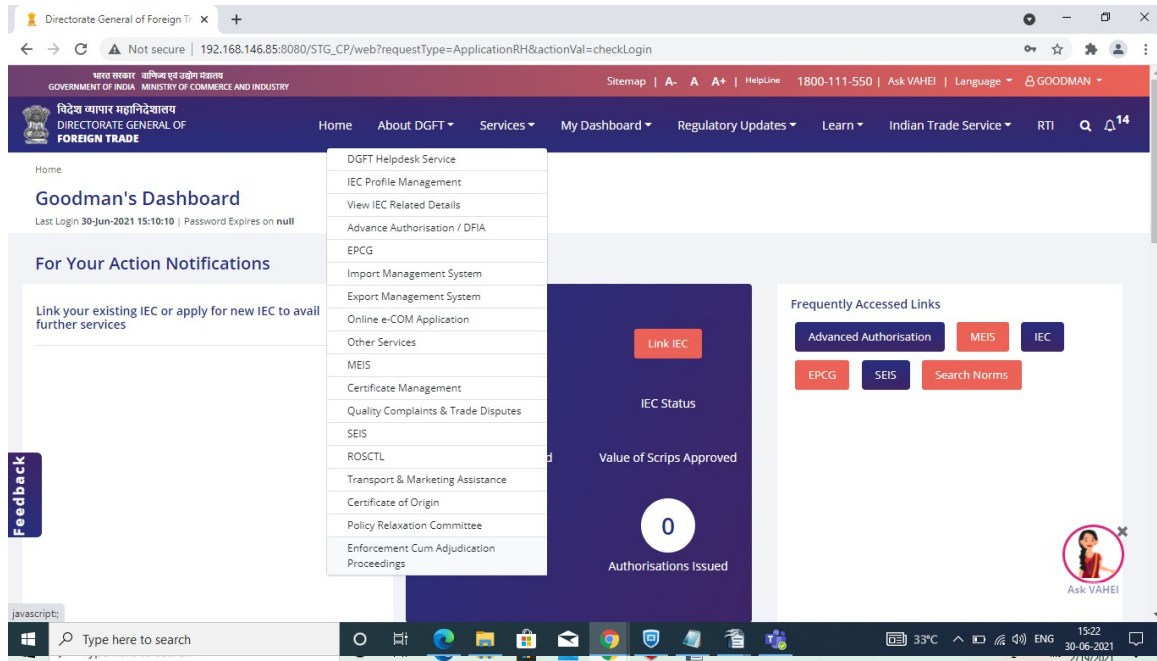 Directorate General of Foreign Tr
Not secure | 192.168.146.85:8080/STG_CP/web?requestType=ApplicationRH&actionVal=checkLogin
भारत सरकार वाणिज्य एवं उद्योग मंत्रालय
GOVERNMENT OF INDIA MINISTRY OF COMMERCE AND INDUSTRY
Sitemap | A- A A+ | HelpLine 1800-111-550 | Ask VAHEI | Language GOODMAN
विदेश व्यापार महानिदेशालय
DIRECTORATE GENERAL OF
FOREIGN TRADE
Home About DGFT Services My Dashboard Regulatory Updates Learn Indian Trade Service RTI 14
Home
Goodman's Dashboard
Last Login 30-Jun-2021 15:10:10 | Password Expires on null
DGFT Helpdesk Service
IEC Profile Management
View IEC Related Details
Advance Authorisation / DFIA
EPCG
Import Management System
Export Management System
Online e-COM Application
Other Services
MEIS
Certificate Management
Quality Complaints & Trade Disputes
SEIS
ROSCTL
Transport & Marketing Assistance
Certificate of Origin
Policy Relaxation Committee
Enforcement Cum Adjudication
Proceedings
For Your Action Notifications
Link your existing IEC or apply for new IEC to avail
further services
Link IEC
IEC Status
d Value of Scrips Approved
0
Authorisations Issued
Frequently Accessed Links
Advanced Authorisation MEIS IEC
EPCG SEIS Search Norms
Feedback
Ask VAHEI
javascript:;
Type here to search
33°C ENG
15:22
30-06-2021